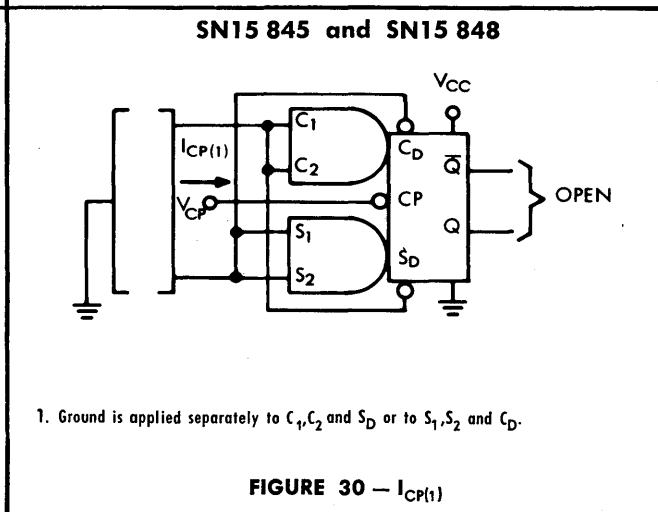 SN15 845 and SN15 848
VCC
C1
ICP(1)
CD
Q̅
C2
VCP
CP
OPEN
S1
Q
SD
S2
1. Ground is applied separately to C1,C2 and SD or to S1,S2 and CD.
FIGURE 30 — ICP(1)